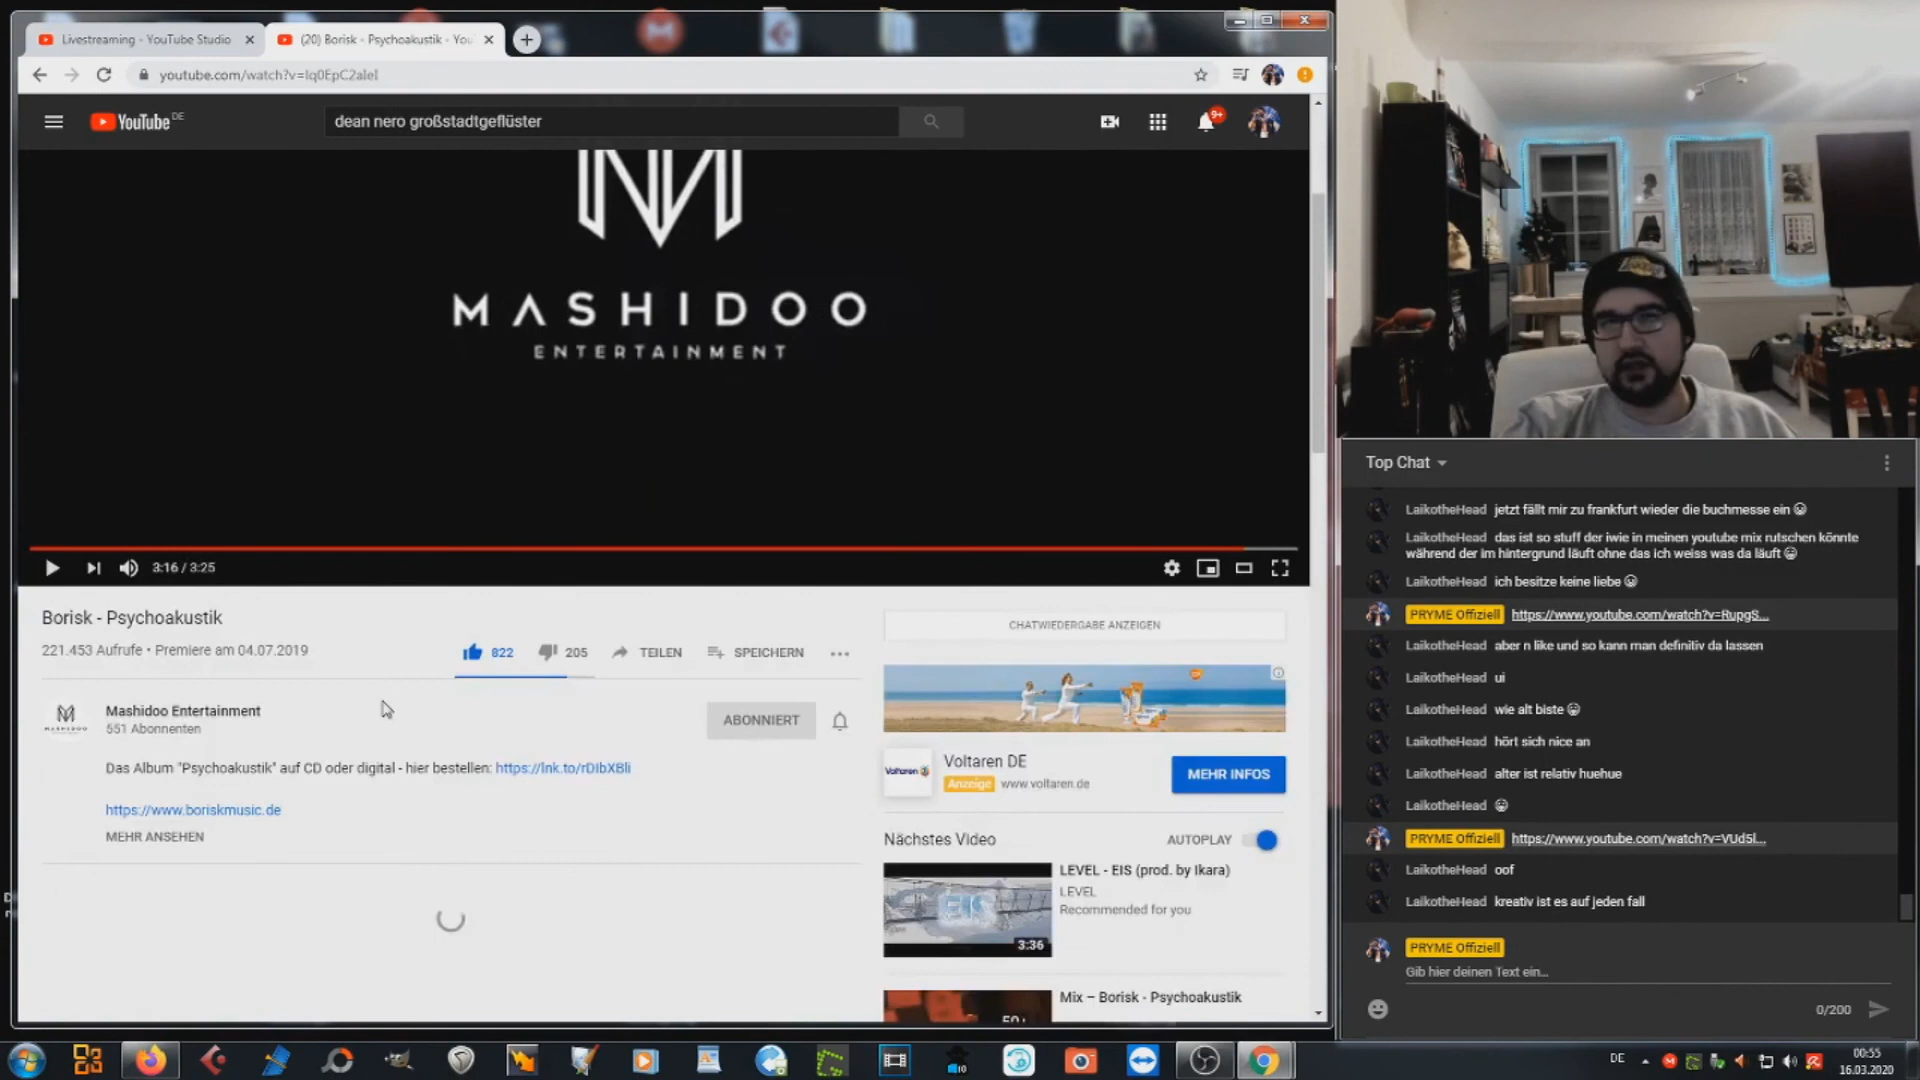 Livestreaming - YouTube Studio
(20) Borisk - Psychoakustik - You
youtube.com/watch?v=Iq0EpC2aIeI
YouTube DE
dean nero großstadtgeflüster
9+
MASHIDOO
ENTERTAINMENT
3:16 / 3:25
Borisk - Psychoakustik
221.453 Aufrufe • Premiere am 04.07.2019
822
205
TEILEN
SPEICHERN
MASHIDOO
Mashidoo Entertainment
551 Abonnenten
ABONNIERT
Das Album "Psychoakustik" auf CD oder digital - hier bestellen: https://lnk.to/rDIbXBli
https://www.boriskmusic.de
MEHR ANSEHEN
CHATWIEDERGABE ANZEIGEN
Voltaren
Voltaren DE
Anzeige www.voltaren.de
MEHR INFOS
Nächstes Video
AUTOPLAY
EIS
3:36
LEVEL - EIS (prod. by Ikara)
LEVEL
Recommended for you
50+
Mix – Borisk - Psychoakustik
Top Chat
LaikotheHead jetzt fällt mir zu frankfurt wieder die buchmesse ein
LaikotheHead das ist so stuff der iwie in meinen youtube mix rutschen könnte
während der im hintergrund läuft ohne das ich weiss was da läuft
LaikotheHead ich besitze keine liebe
PRYME Offiziell https://www.youtube.com/watch?v=RupgS...
LaikotheHead aber n like und so kann man definitiv da lassen
LaikotheHead ui
LaikotheHead wie alt biste
LaikotheHead hört sich nice an
LaikotheHead alter ist relativ huehue
LaikotheHead
PRYME Offiziell https://www.youtube.com/watch?v=VUd5l...
LaikotheHead oof
LaikotheHead kreativ ist es auf jeden fall
PRYME Offiziell
Gib hier deinen Text ein...
0/200
DE
00:55
16.03.2020